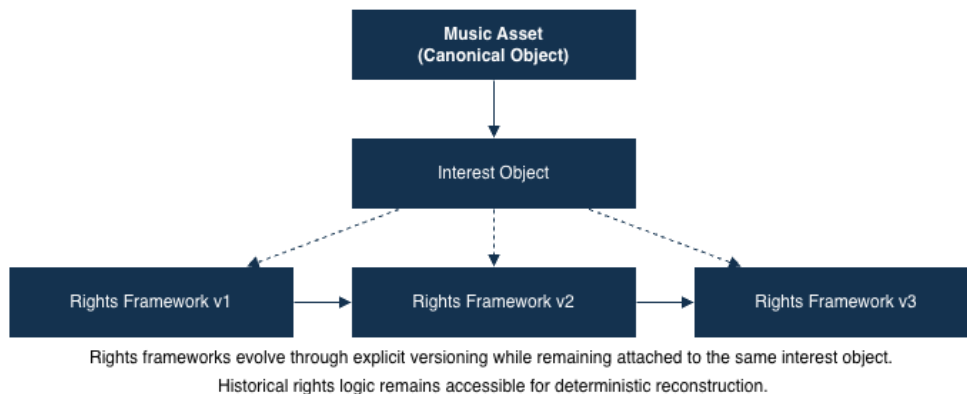 Music Asset
(Canonical Object)
Interest Object
Rights Framework v1
Rights Framework v2
Rights Framework v3
Rights frameworks evolve through explicit versioning while remaining attached to the same interest object.
Historical rights logic remains accessible for deterministic reconstruction.